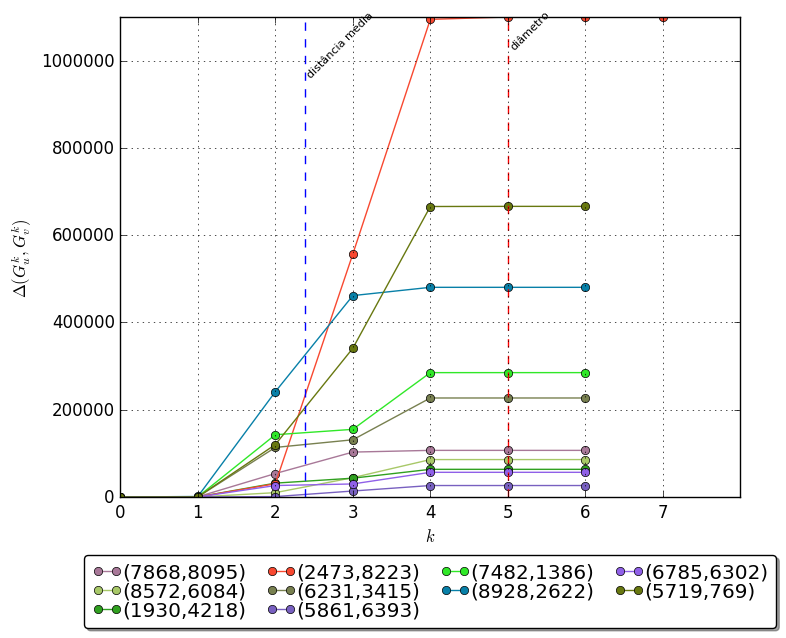 1000000
800000
600000
400000
200000
0
Δ(G_u^k, G_v^k)
distância média
diâmetro
0 1 2 3 4 5 6 7
k
(7868,8095) (2473,8223) (7482,1386) (6785,6302)
(8572,6084) (6231,3415) (8928,2622) (5719,769)
(1930,4218) (5861,6393)